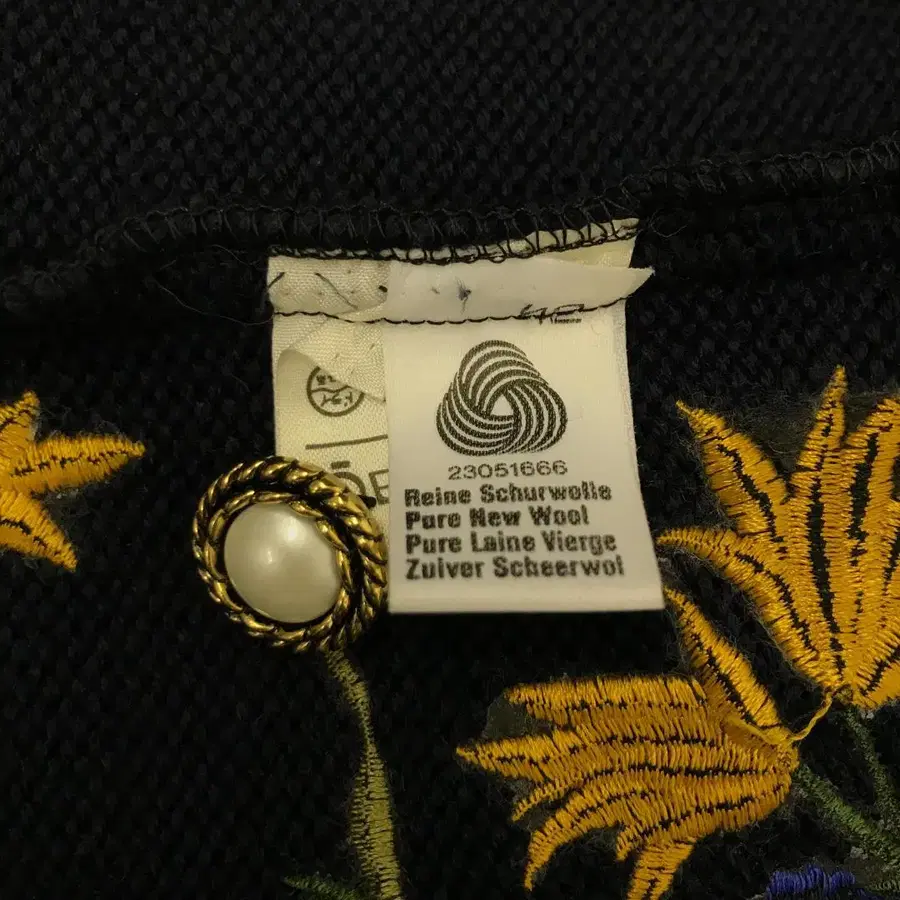 42
23051666
Reine Schurwolle
Pure New Wool
Pure Laine Vierge
Zuiver Scheerwol